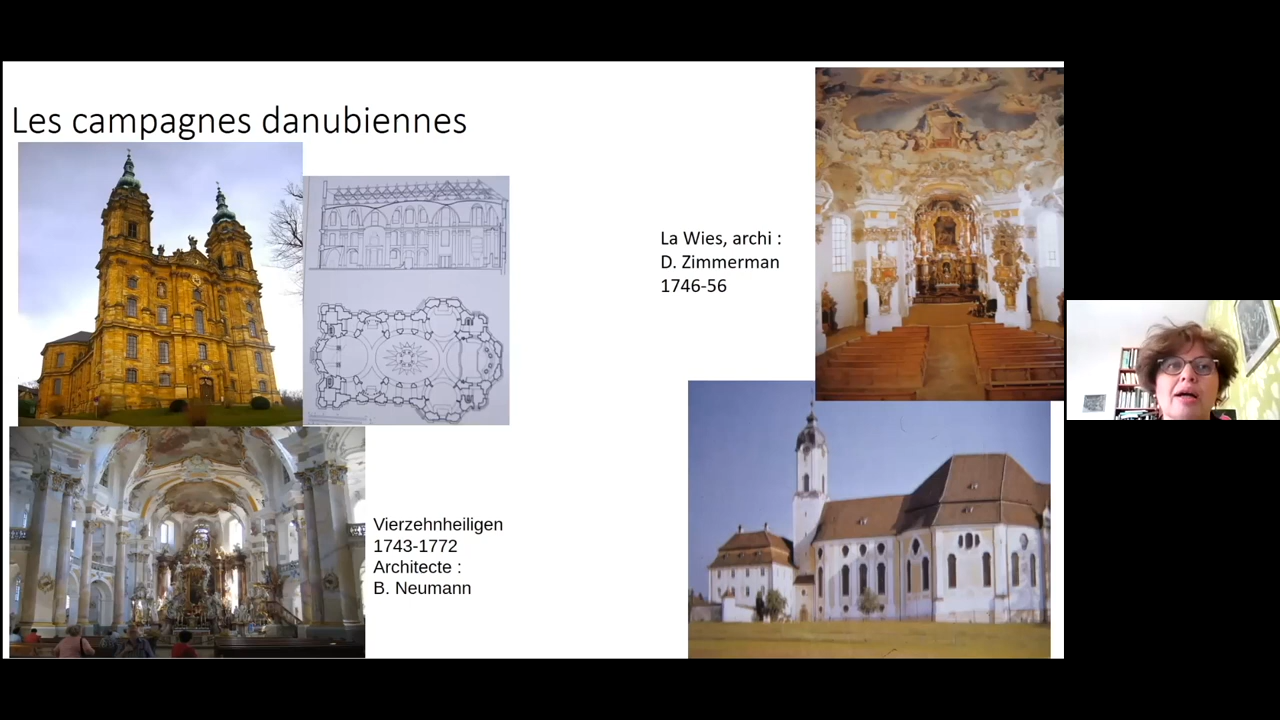 Les campagnes danubiennes
La Wies, archi :
D. Zimmerman
1746-56
Vierzehnheiligen
1743-1772
Architecte :
B. Neumann